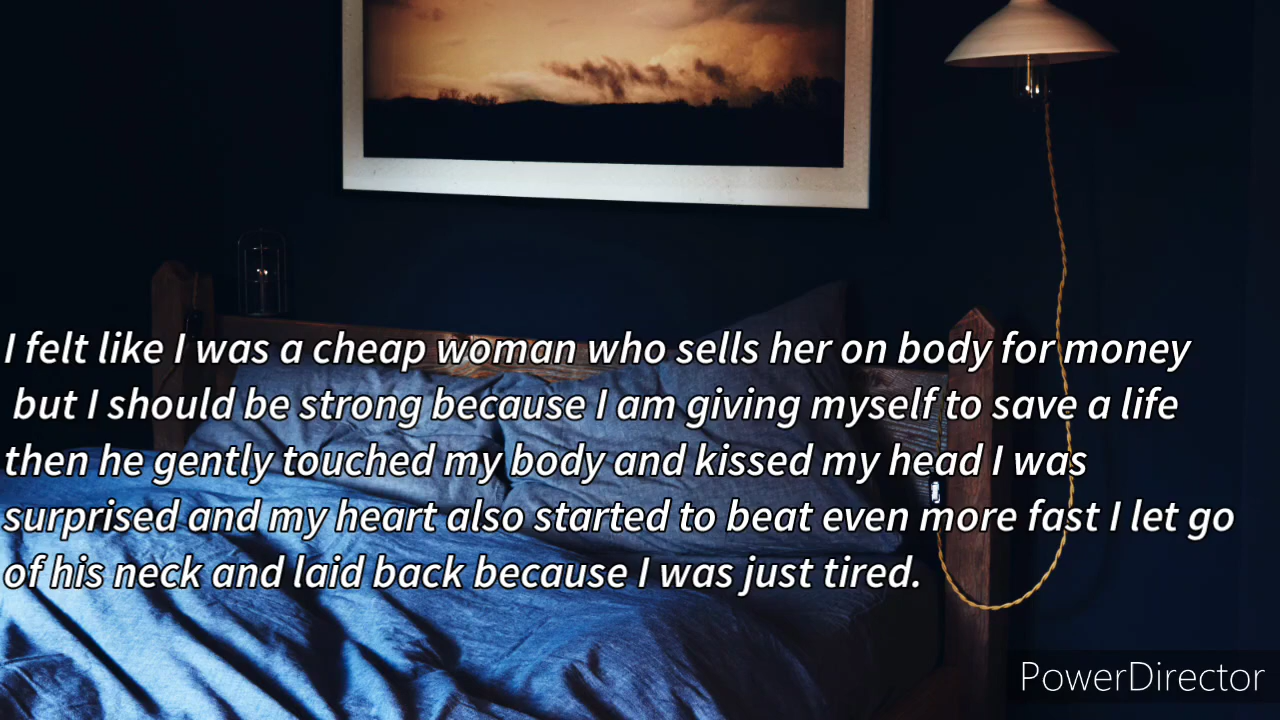 I felt like I was a cheap woman who sells her on body for money
but I should be strong because I am giving myself to save a life
then he gently touched my body and kissed my head I was
surprised and my heart also started to beat even more fast I let go
of his neck and laid back because I was just tired.
PowerDirector